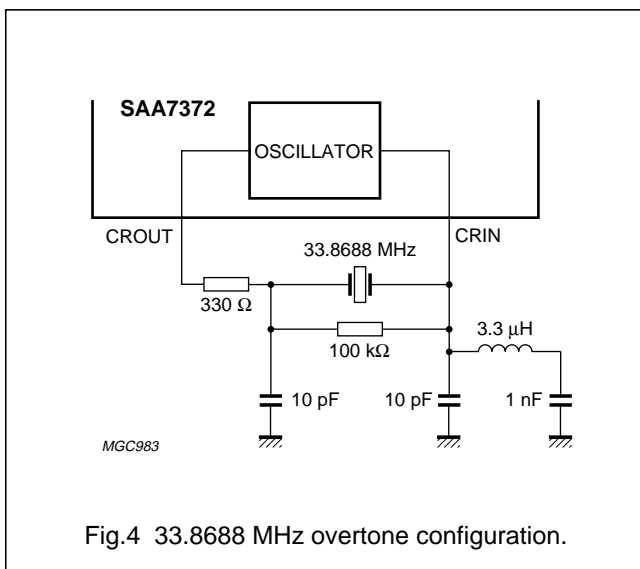 SAA7372
OSCILLATOR
CROUT
CRIN
33.8688 MHz
330 Ω
100 kΩ
3.3 μH
10 pF
10 pF
1 nF
MGC983
Fig.4 33.8688 MHz overtone configuration.